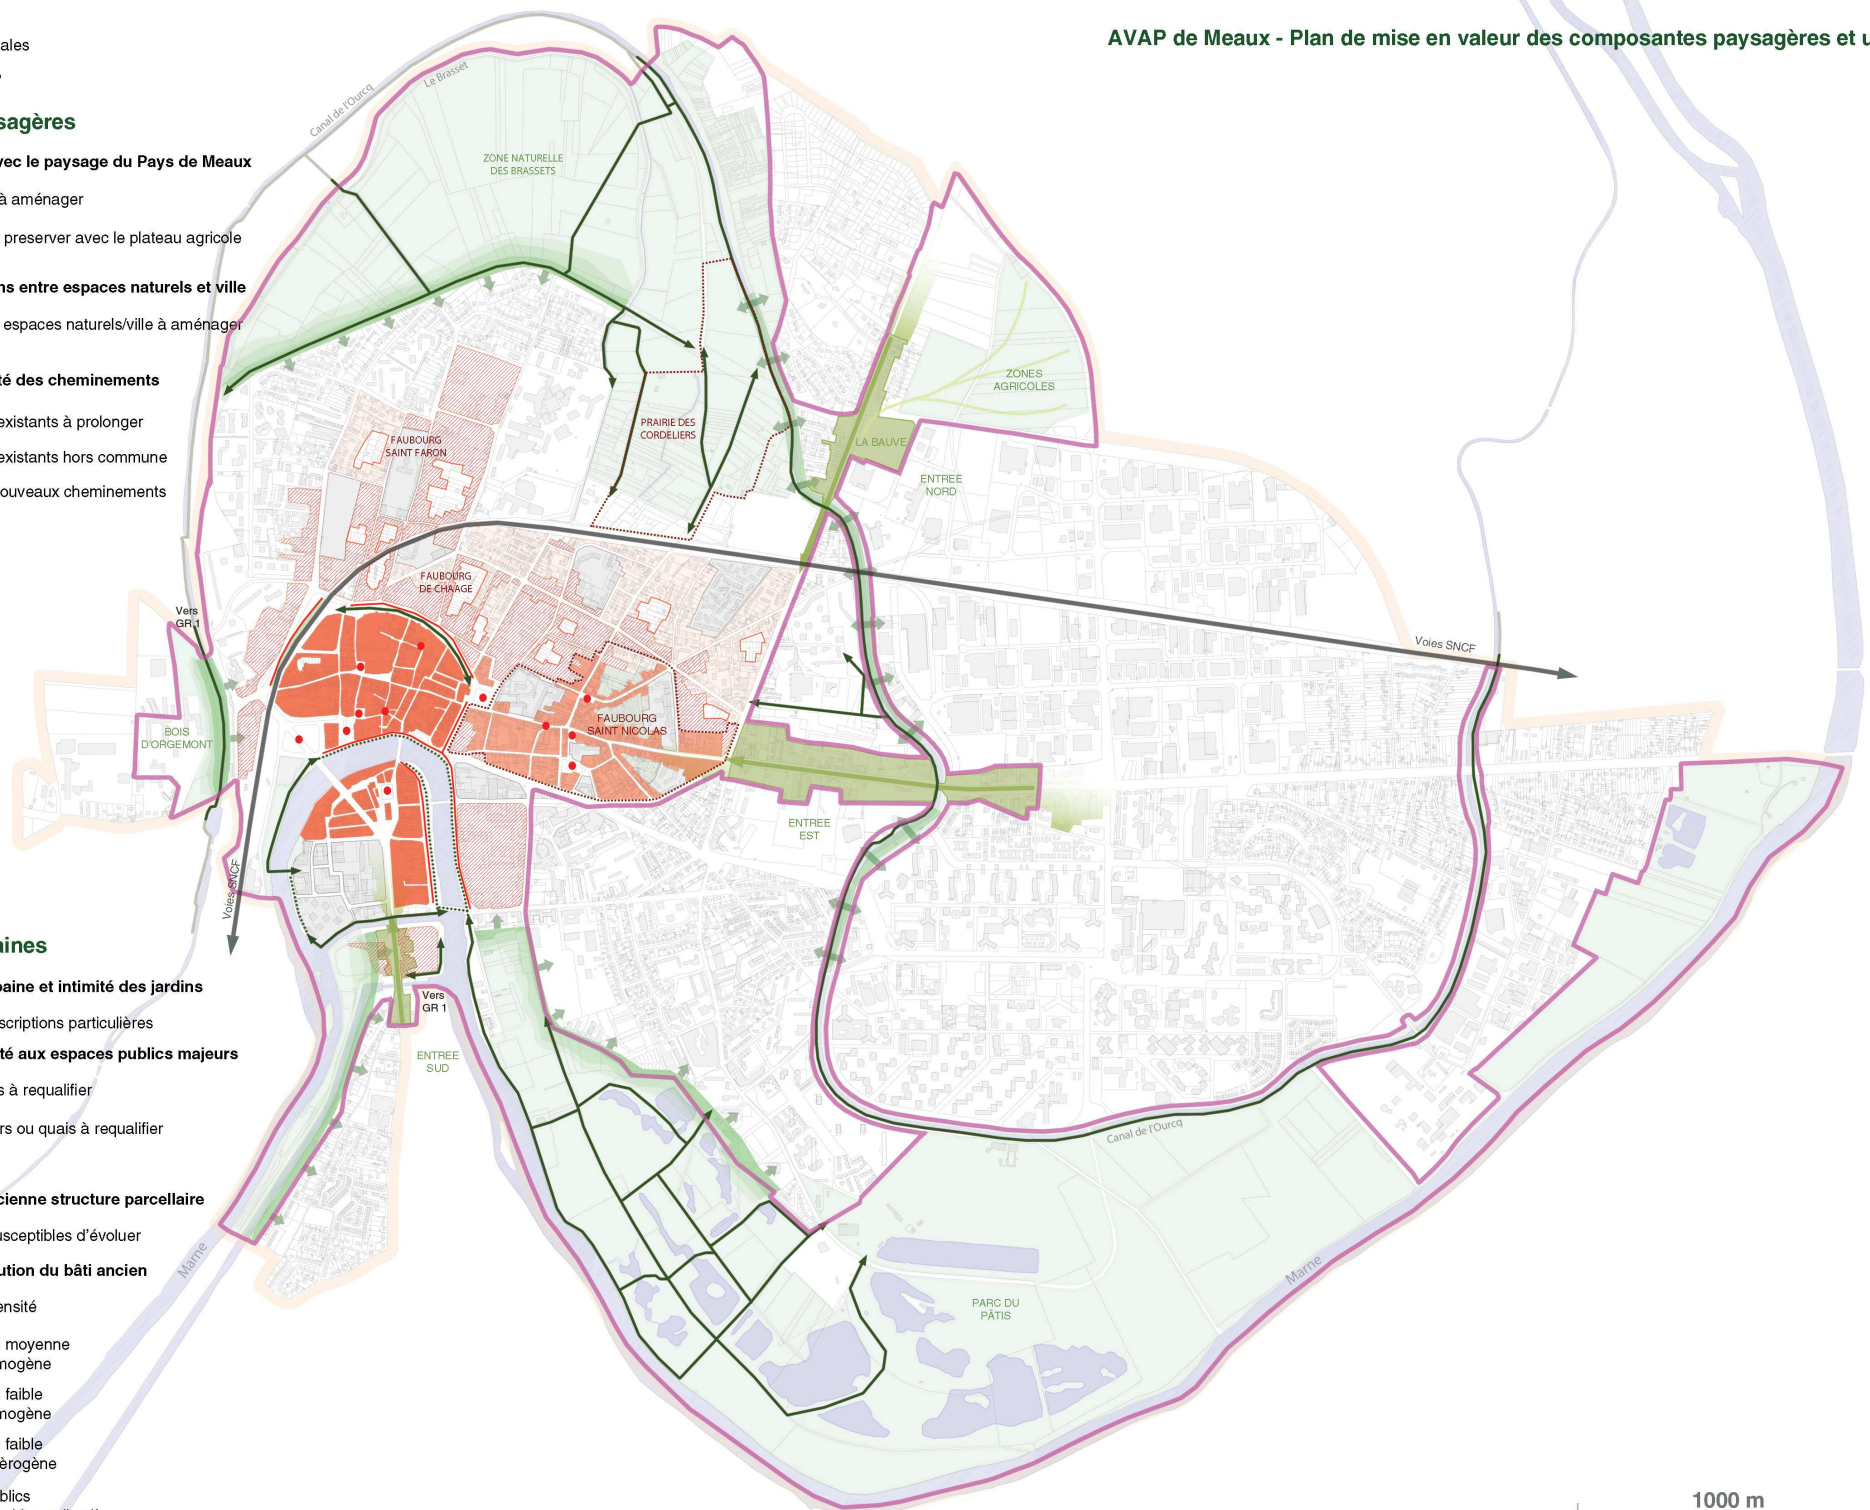 AVAP de Meaux - Plan de mise en valeur des composantes paysagères et u
ales
sagères
vec le paysage du Pays de Meaux
à aménager
preserver avec le plateau agricole
ns entre espaces naturels et ville
espaces naturels/ville à aménager
té des cheminements
existants à prolonger
existants hors commune
ouveaux cheminements
aines
baine et intimité des jardins
scriptions particulières
té aux espaces publics majeurs
s à requalifier
rs ou quais à requalifier
cienne structure parcellaire
usceptibles d'évoluer
ution du bâti ancien
ensité
moyenne
mogène
faible
mogène
faible
érogène
blics
Canal de l'Ourcq
Le Brasset
ZONE NATURELLE
DES BRASSETS
ZONES
AGRICOLES
PRAIRIE DES
CORDELIERS
FAUBOURG
SAINT FARON
LA BAUVE
ENTREE
NORD
FAUBOURG
DE CHAAGE
Vers
GR 1
Voies SNCF
BOIS
D'ORGEMONT
FAUBOURG
SAINT NICOLAS
ENTREE
EST
Voies SNCF
Vers
GR 1
ENTREE
SUD
Canal de l'Ourcq
Marne
Marne
PARC DU
PÂTIS
1000 m